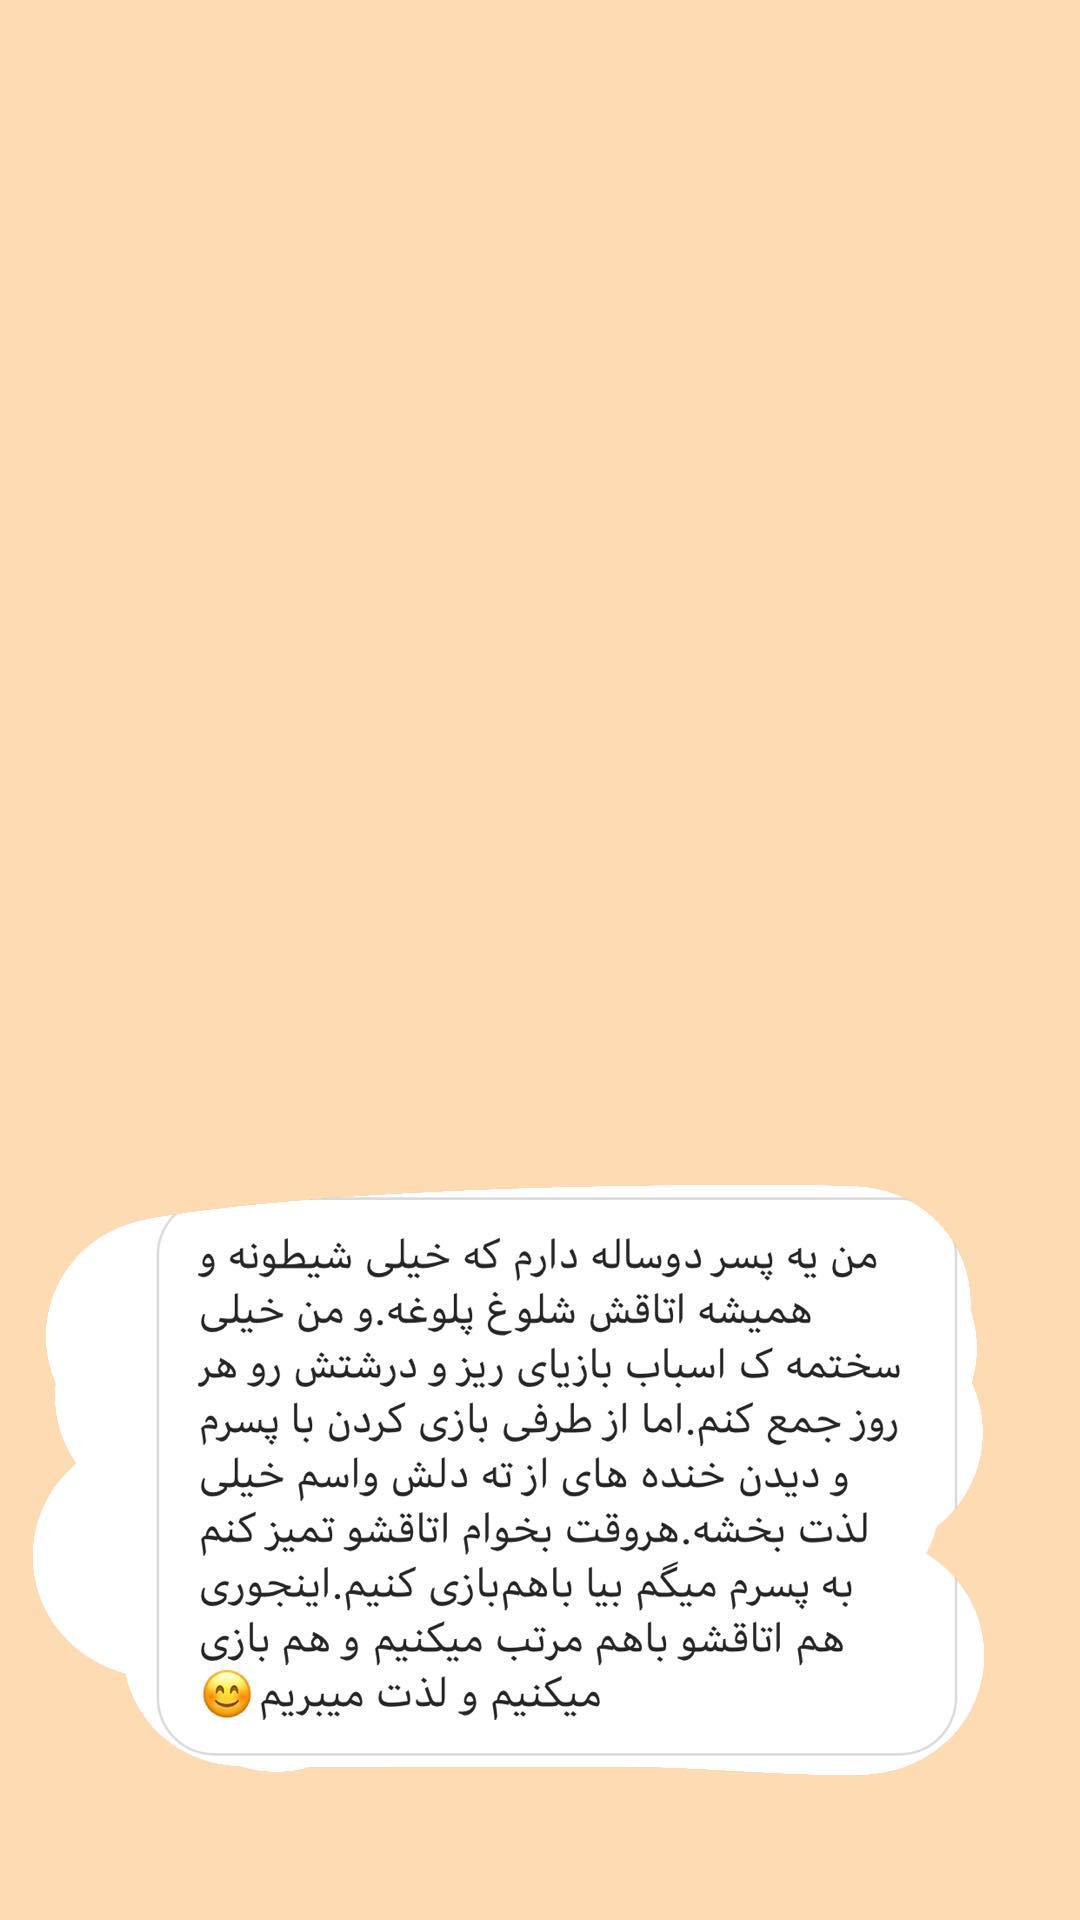 من یه پسر دوساله دارم که خیلی شیطونه و
همیشه اتاقش شلوغ پلوغه.و من خیلی
سختمه ک اسباب بازیای ریز و درشتش رو هر
روز جمع کنم.اما از طرفی بازی کردن با پسرم
و دیدن خنده های از ته دلش واسم خیلی
لذت بخشه.هروقت بخوام اتاقشو تمیز کنم
به پسرم میگم بیا باهم‌بازی کنیم.اینجوری
هم اتاقشو باهم مرتب میکنیم و هم بازی
میکنیم و لذت میبریم 😊